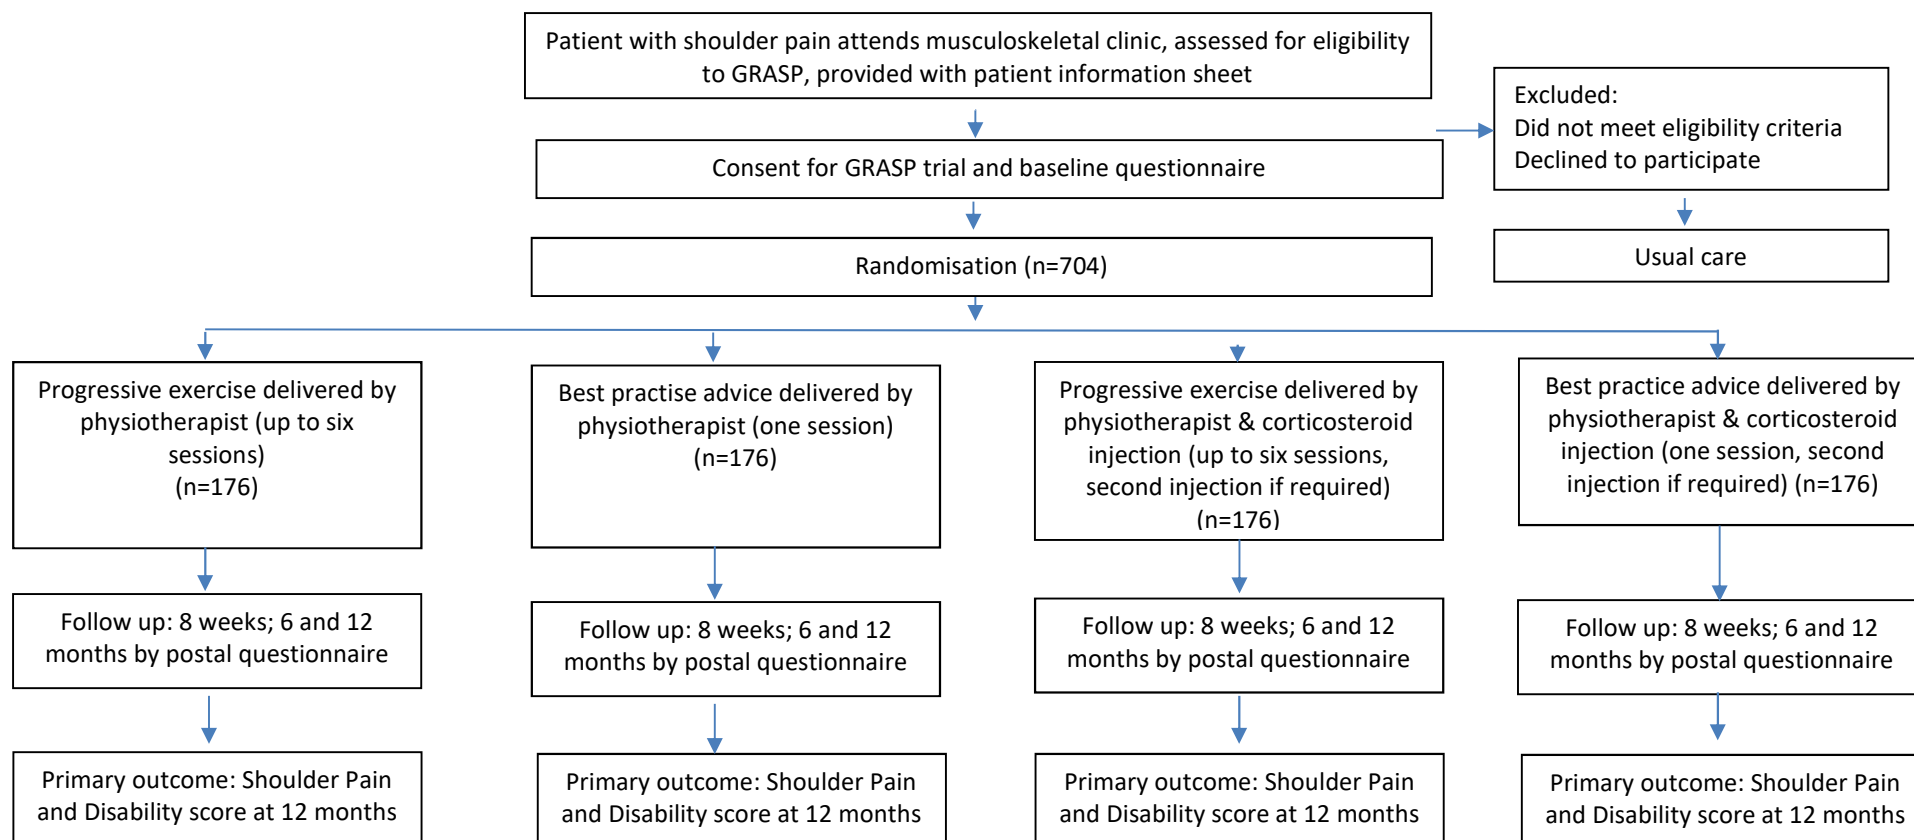 Patient with shoulder pain attends musculoskeletal clinic, assessed for eligibility
to GRASP, provided with patient information sheet
Excluded:
Did not meet eligibility criteria
Declined to participate
Consent for GRASP trial and baseline questionnaire
Usual care
Randomisation (n=704)
Progressive exercise delivered by
physiotherapist (up to six
sessions)
(n=176)
Best practise advice delivered by
physiotherapist (one session)
(n=176)
Progressive exercise delivered by
physiotherapist & corticosteroid
injection (up to six sessions,
second injection if required)
(n=176)
Best practice advice delivered by
physiotherapist & corticosteroid
injection (one session, second
injection if required) (n=176)
Follow up: 8 weeks; 6 and 12
months by postal questionnaire
Follow up: 8 weeks; 6 and 12
months by postal questionnaire
Follow up: 8 weeks; 6 and 12
months by postal questionnaire
Follow up: 8 weeks; 6 and 12
months by postal questionnaire
Primary outcome: Shoulder Pain
and Disability score at 12 months
Primary outcome: Shoulder Pain
and Disability score at 12 months
Primary outcome: Shoulder Pain
and Disability score at 12 months
Primary outcome: Shoulder Pain
and Disability score at 12 months